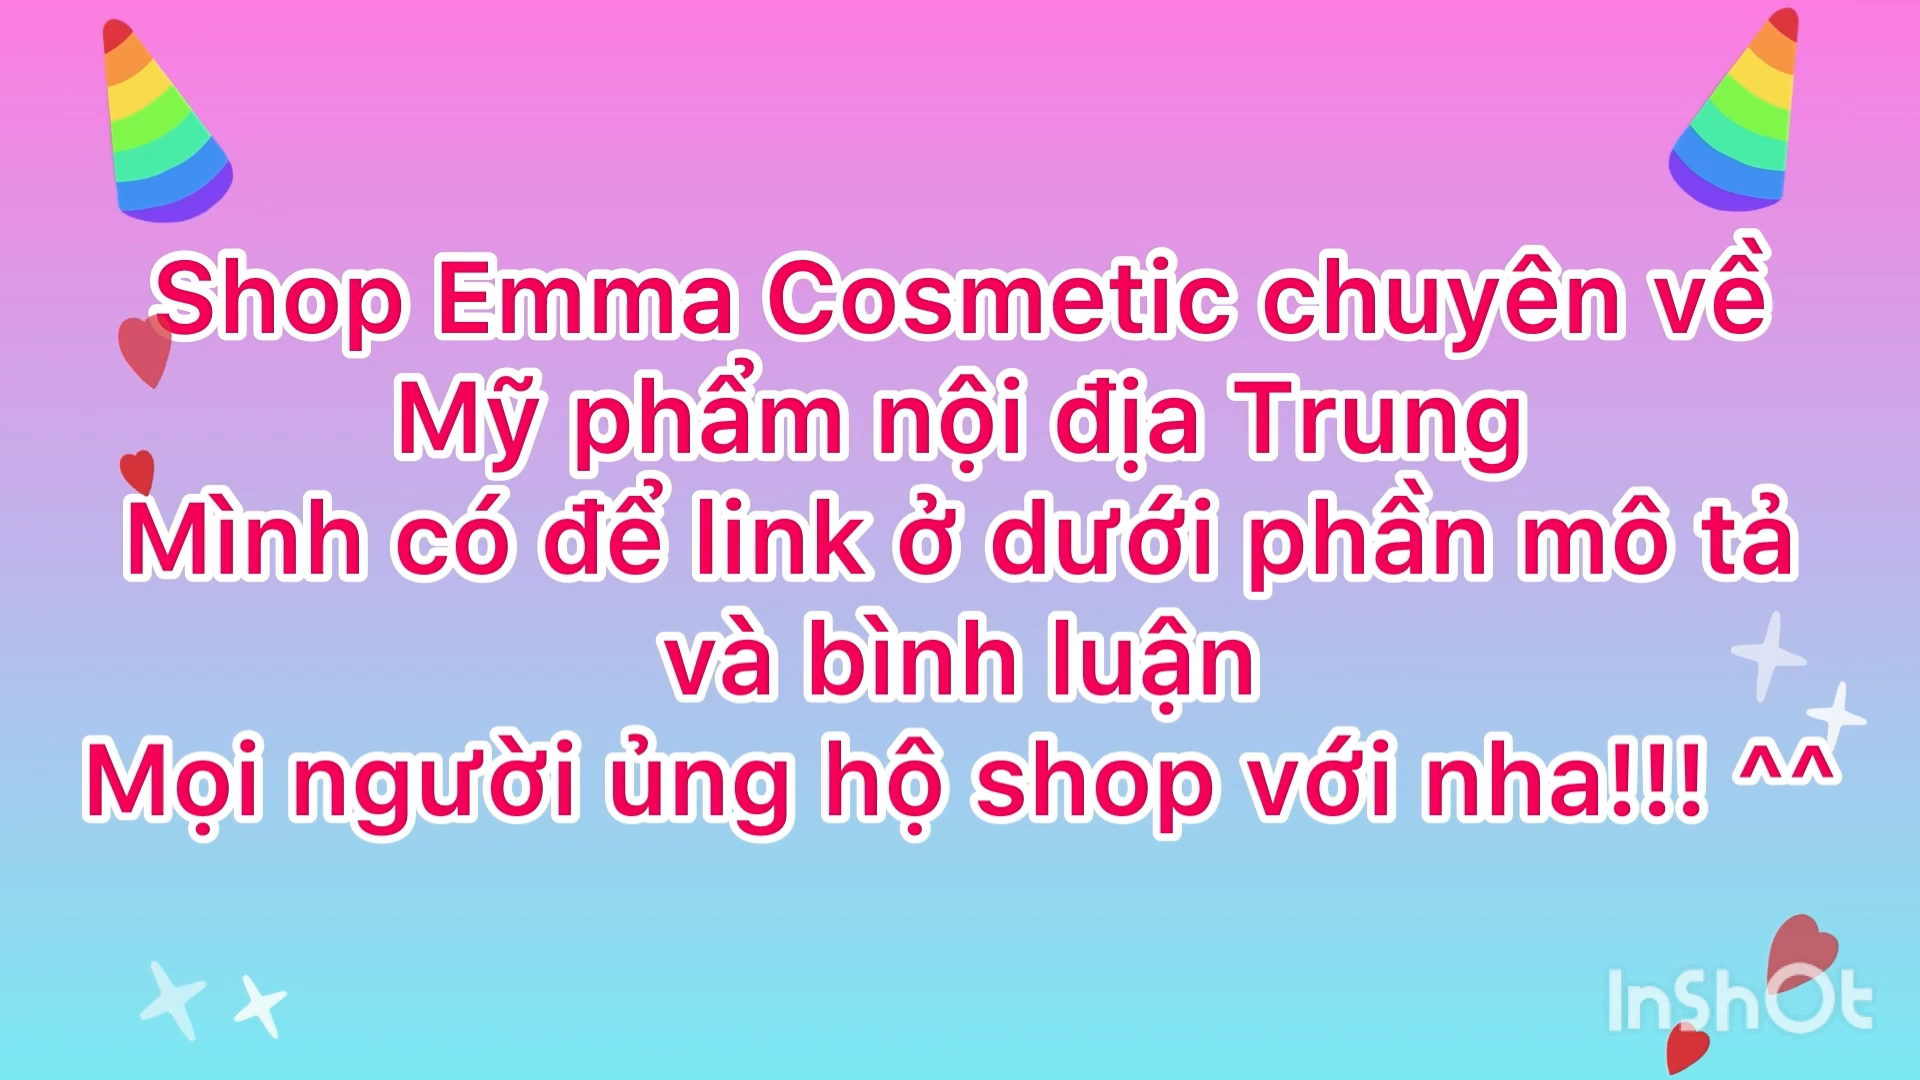 Shop Emma Cosmetic chuyên về
Mỹ phẩm nội địa Trung
Mình có để link ở dưới phần mô tả
và bình luận
Mọi người ủng hộ shop với nha!!! ^^
InShOt